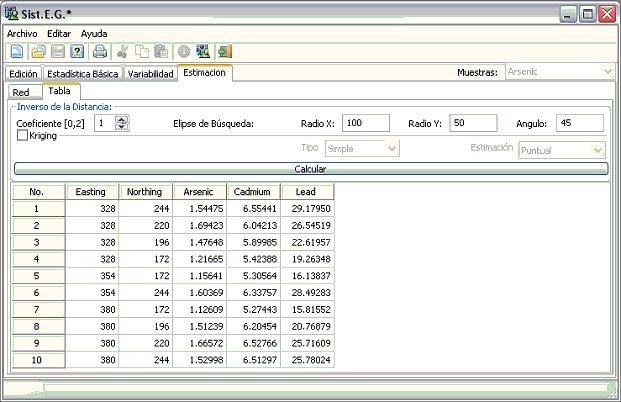 Sist.E.G.*
Archivo Editar Ayuda
Edición Estadística Básica Variabilidad Estimacion Muestras: Arsenic
Red Tabla
Inverso de la Distancia:
Coeficiente [0,2] 1 Elipse de Búsqueda: Radio X: 100 Radio Y: 50 Angulo: 45
Kriging
Tipo Simple Estimación Puntual
Calcular
No. Easting Northing Arsenic Cadmium Lead
1 328 244 1.54475 6.55441 29.17950
2 328 220 1.69423 6.04213 26.54519
3 328 196 1.47648 5.89985 22.61957
4 328 172 1.21665 5.42388 19.26348
5 354 172 1.15641 5.30564 16.13837
6 354 244 1.60369 6.33757 28.49283
7 380 172 1.12609 5.27443 15.81552
8 380 196 1.51239 6.20454 20.76879
9 380 220 1.66572 6.52766 25.71609
10 380 244 1.52998 6.51297 25.78024